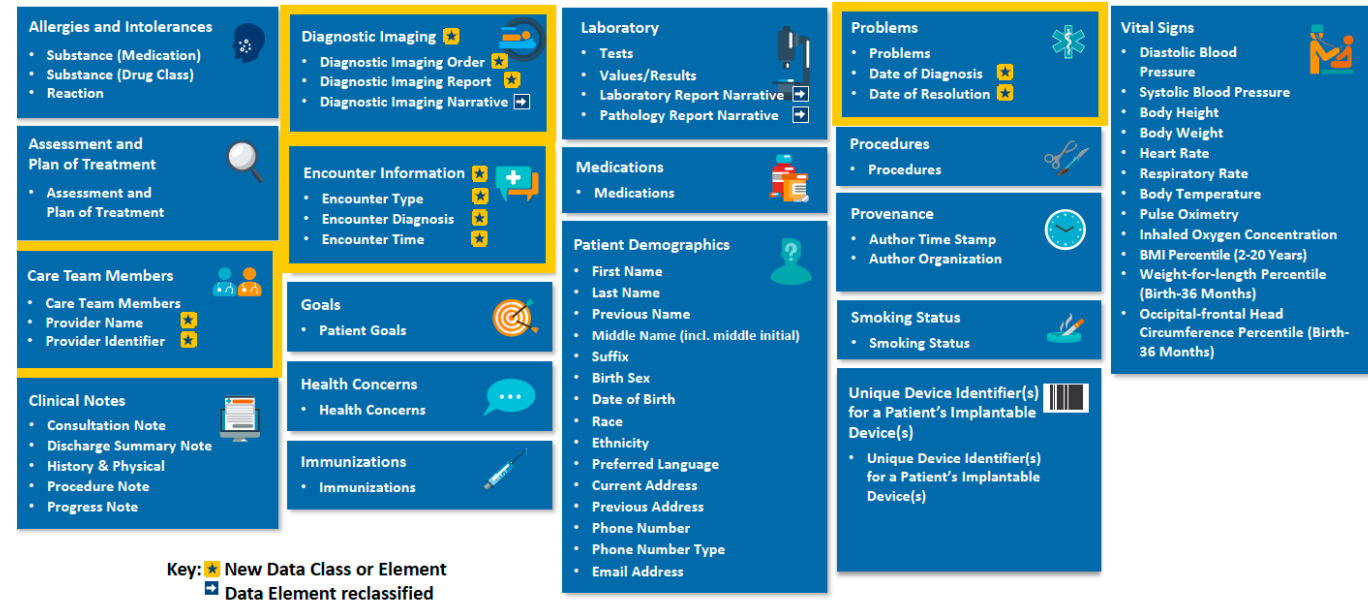 Allergies and Intolerances
• Substance (Medication)
• Substance (Drug Class)
• Reaction
Assessment and
Plan of Treatment
• Assessment and
Plan of Treatment
Care Team Members
• Care Team Members
• Provider Name
• Provider Identifier
Clinical Notes
• Consultation Note
• Discharge Summary Note
• History & Physical
• Procedure Note
• Progress Note
Diagnostic Imaging
• Diagnostic Imaging Order
• Diagnostic Imaging Report
• Diagnostic Imaging Narrative
Encounter Information
• Encounter Type
• Encounter Diagnosis
• Encounter Time
Goals
• Patient Goals
Health Concerns
• Health Concerns
Immunizations
• Immunizations
Laboratory
• Tests
• Values/Results
• Laboratory Report Narrative
• Pathology Report Narrative
Medications
• Medications
Patient Demographics
• First Name
• Last Name
• Previous Name
• Middle Name (incl. middle initial)
• Suffix
• Birth Sex
• Date of Birth
• Race
• Ethnicity
• Preferred Language
• Current Address
• Previous Address
• Phone Number
• Phone Number Type
• Email Address
Problems
• Problems
• Date of Diagnosis
• Date of Resolution
Procedures
• Procedures
Provenance
• Author Time Stamp
• Author Organization
Smoking Status
• Smoking Status
Unique Device Identifier(s)
for a Patient's Implantable
Device(s)
• Unique Device Identifier(s)
for a Patient's Implantable
Device(s)
Vital Signs
• Diastolic Blood
Pressure
• Systolic Blood Pressure
• Body Height
• Body Weight
• Heart Rate
• Respiratory Rate
• Body Temperature
• Pulse Oximetry
• Inhaled Oxygen Concentration
• BMI Percentile (2-20 Years)
• Weight-for-length Percentile
(Birth-36 Months)
• Occipital-frontal Head
Circumference Percentile (Birth-
36 Months)
Key: New Data Class or Element
Data Element reclassified